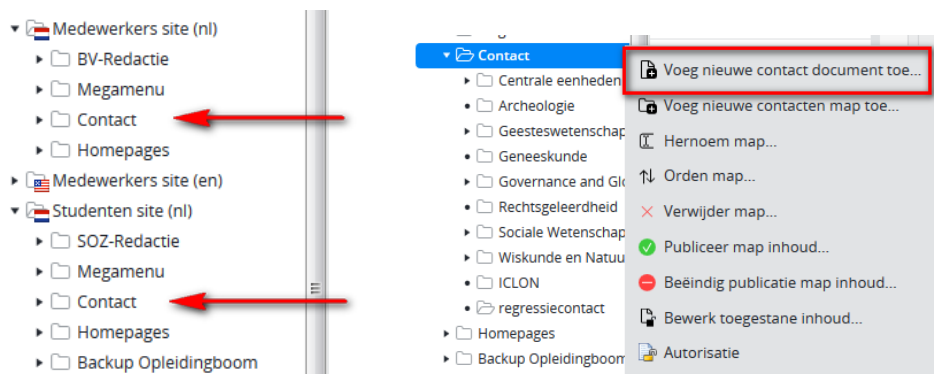 Medewerkers site (nl)
BV-Redactie
Megamenu
Contact
Homepages
Medewerkers site (en)
Studenten site (nl)
SOZ-Redactie
Megamenu
Contact
Homepages
Backup Opleidingboom
Contact
Centrale eenheden
Archeologie
Geesteswetenschap
Geneeskunde
Governance and Glo
Rechtsgeleerdheid
Sociale Wetenschap
Wiskunde en Natuu
ICLON
regressiecontact
Homepages
Backup Opleidingboom
Voeg nieuwe contact document toe...
Voeg nieuwe contacten map toe...
Hernoem map...
Orden map...
Verwijder map...
Publiceer map inhoud...
Beëindig publicatie map inhoud...
Bewerk toegestane inhoud...
Autorisatie